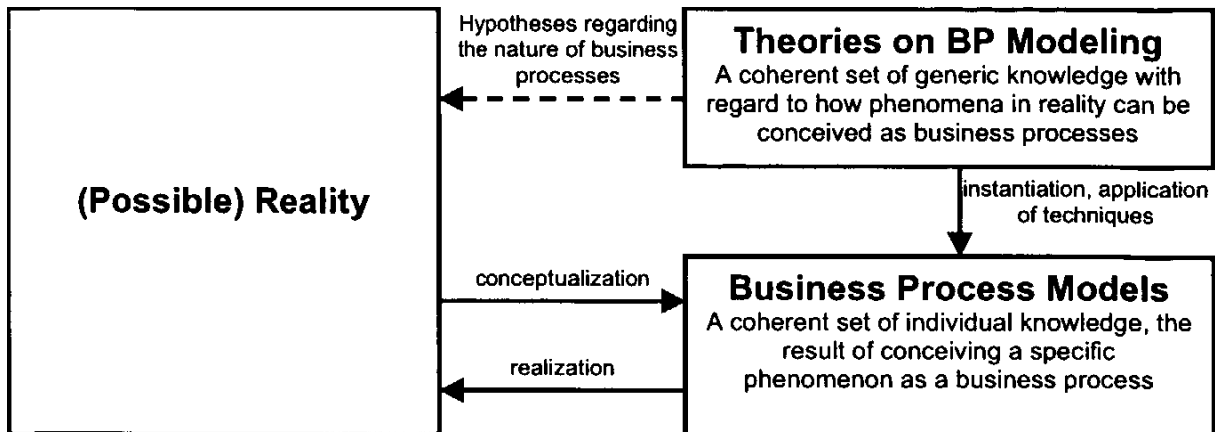 (Possible) Reality
Hypotheses regarding
the nature of business
processes
Theories on BP Modeling
A coherent set of generic knowledge with
regard to how phenomena in reality can be
conceived as business processes
instantiation, application
of techniques
conceptualization
realization
Business Process Models
A coherent set of individual knowledge, the
result of conceiving a specific
phenomenon as a business process